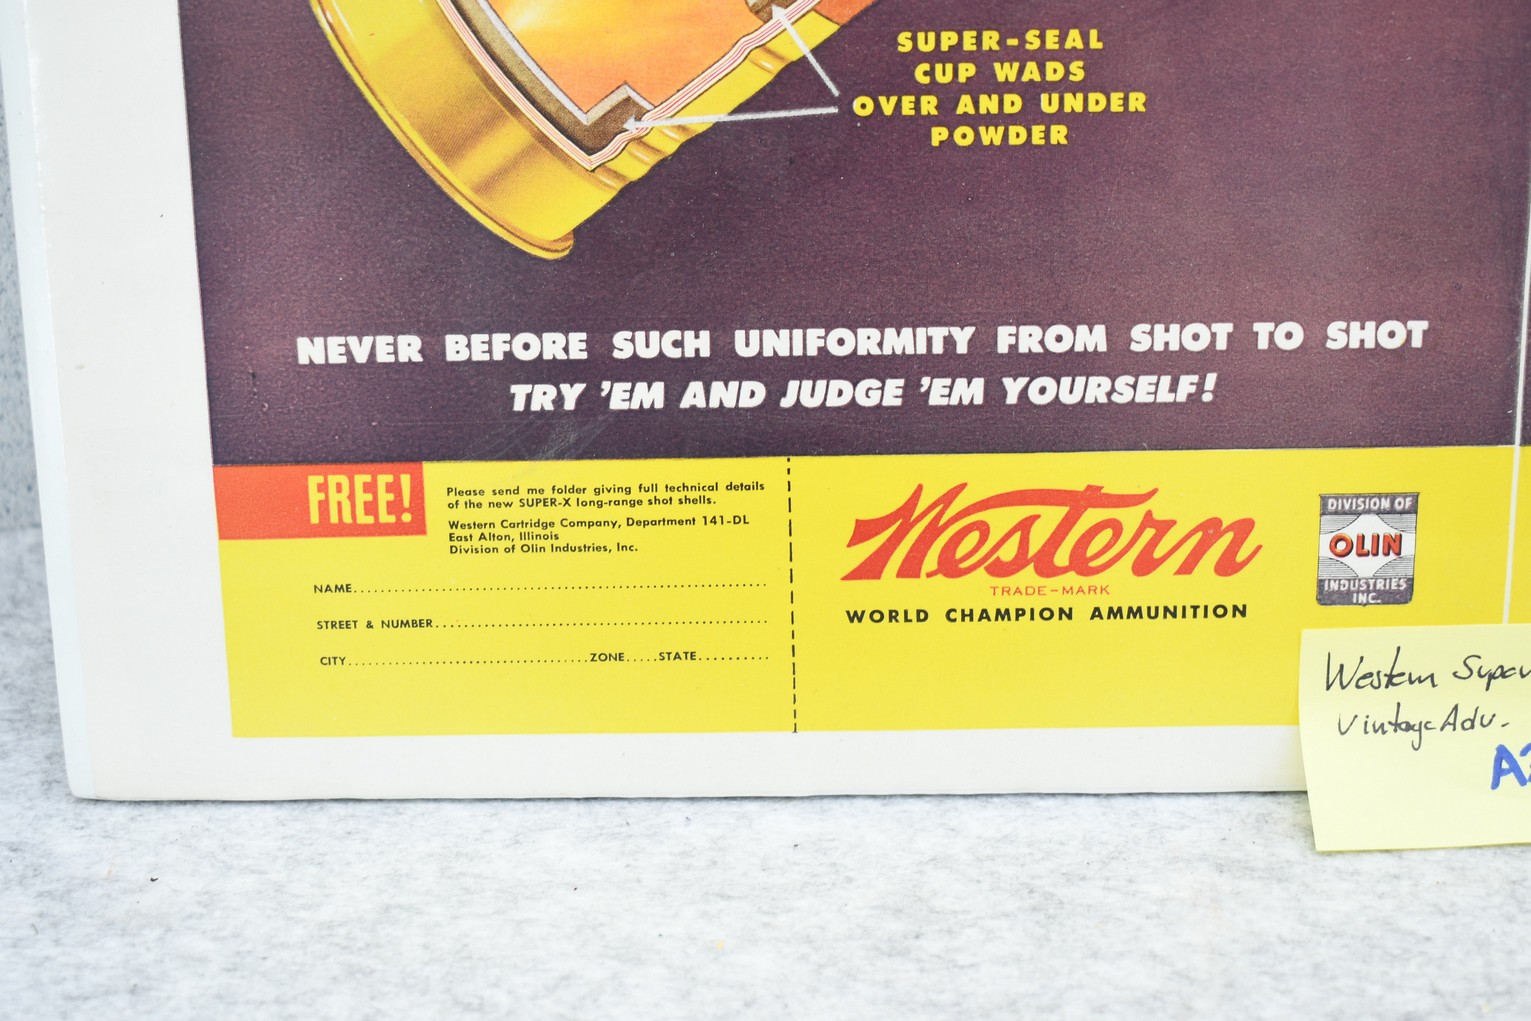 SUPER-SEAL
CUP WADS
OVER AND UNDER
POWDER
NEVER BEFORE SUCH UNIFORMITY FROM SHOT TO SHOT
TRY 'EM AND JUDGE 'EM YOURSELF!
FREE!
Please send me folder giving full technical details
of the new SUPER-X long-range shot shells.
Western Cartridge Company, Department 141-DL
East Alton, Illinois
Division of Olin Industries, Inc.
NAME
STREET & NUMBER
CITY ZONE STATE
Western
TRADE-MARK
WORLD CHAMPION AMMUNITION
DIVISION OF
OLIN
INDUSTRIES
INC.
Western Super
Vintage Adv.